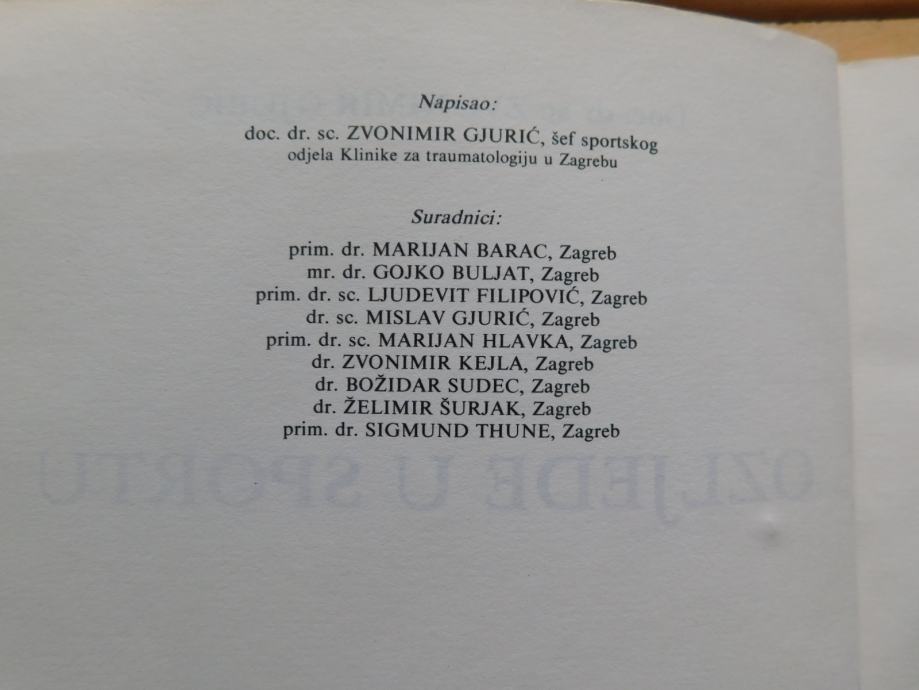 Napisao:
doc. dr. sc. ZVONIMIR GJURIĆ, šef sportskog
odjela Klinike za traumatologiju u Zagrebu
Suradnici:
prim. dr. MARIJAN BARAC, Zagreb
mr. dr. GOJKO BULJAT, Zagreb
prim. dr. sc. LJUDEVIT FILIPOVIĆ, Zagreb
dr. sc. MISLAV GJURIĆ, Zagreb
prim. dr. sc. MARIJAN HLAVKA, Zagreb
dr. ZVONIMIR KEJLA, Zagreb
dr. BOŽIDAR SUDEC, Zagreb
dr. ŽELIMIR ŠURJAK, Zagreb
prim. dr. SIGMUND THUNE, Zagreb
OZLJEDE U SPORTU